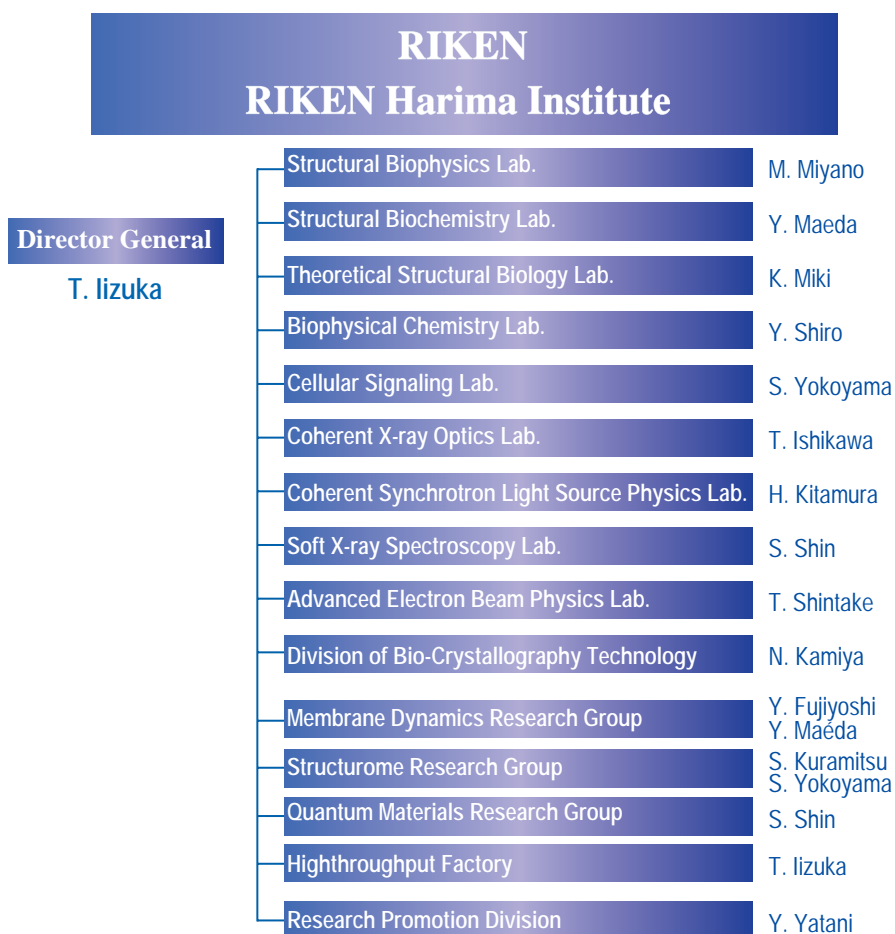 RIKEN
RIKEN Harima Institute
Director General
T. Iizuka
Structural Biophysics Lab.
M. Miyano
Structural Biochemistry Lab.
Y. Maeda
Theoretical Structural Biology Lab.
K. Miki
Biophysical Chemistry Lab.
Y. Shiro
Cellular Signaling Lab.
S. Yokoyama
Coherent X-ray Optics Lab.
T. Ishikawa
Coherent Synchrotron Light Source Physics Lab.
H. Kitamura
Soft X-ray Spectroscopy Lab.
S. Shin
Advanced Electron Beam Physics Lab.
T. Shintake
Division of Bio-Crystallography Technology
N. Kamiya
Membrane Dynamics Research Group
Y. Fujiyoshi
Y. Maéda
Structurome Research Group
S. Kuramitsu
S. Yokoyama
Quantum Materials Research Group
S. Shin
Highthroughput Factory
T. Iizuka
Research Promotion Division
Y. Yatani